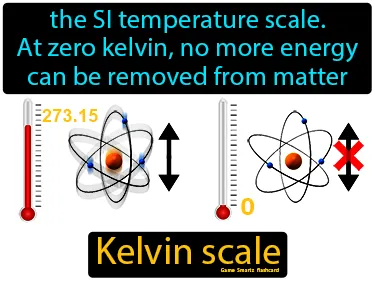 the SI temperature scale.
At zero kelvin, no more energy
can be removed from matter
273.15
0
Kelvin scale
Game Smartz flashcard